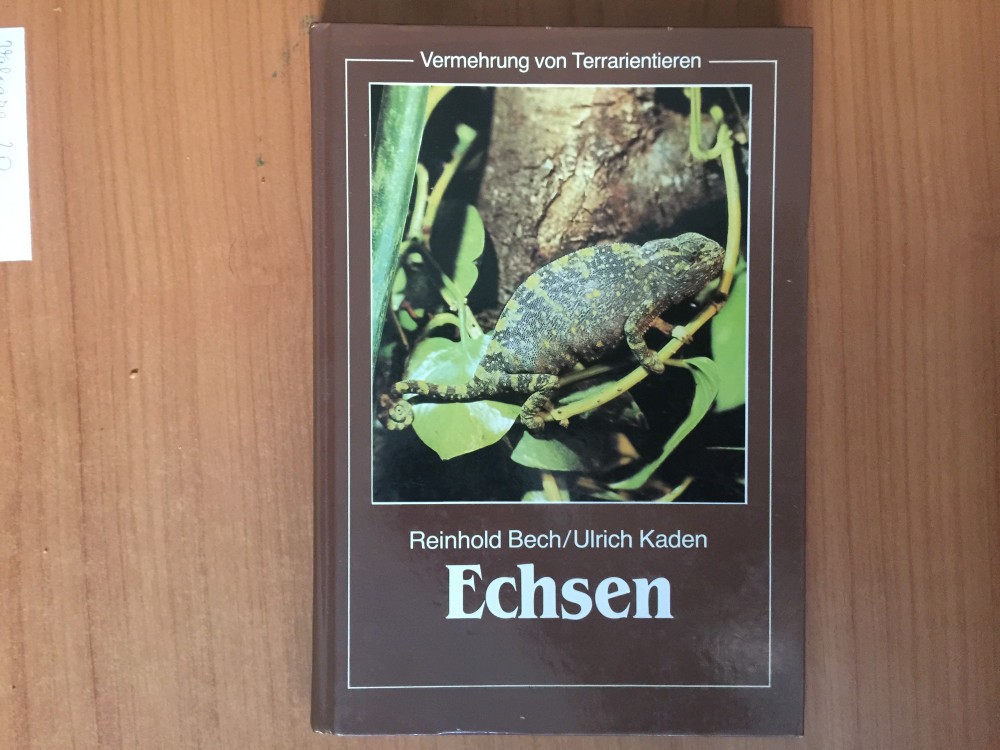 Vermehrung von Terrarientieren
Reinhold Bech/Ulrich Kaden
Echsen